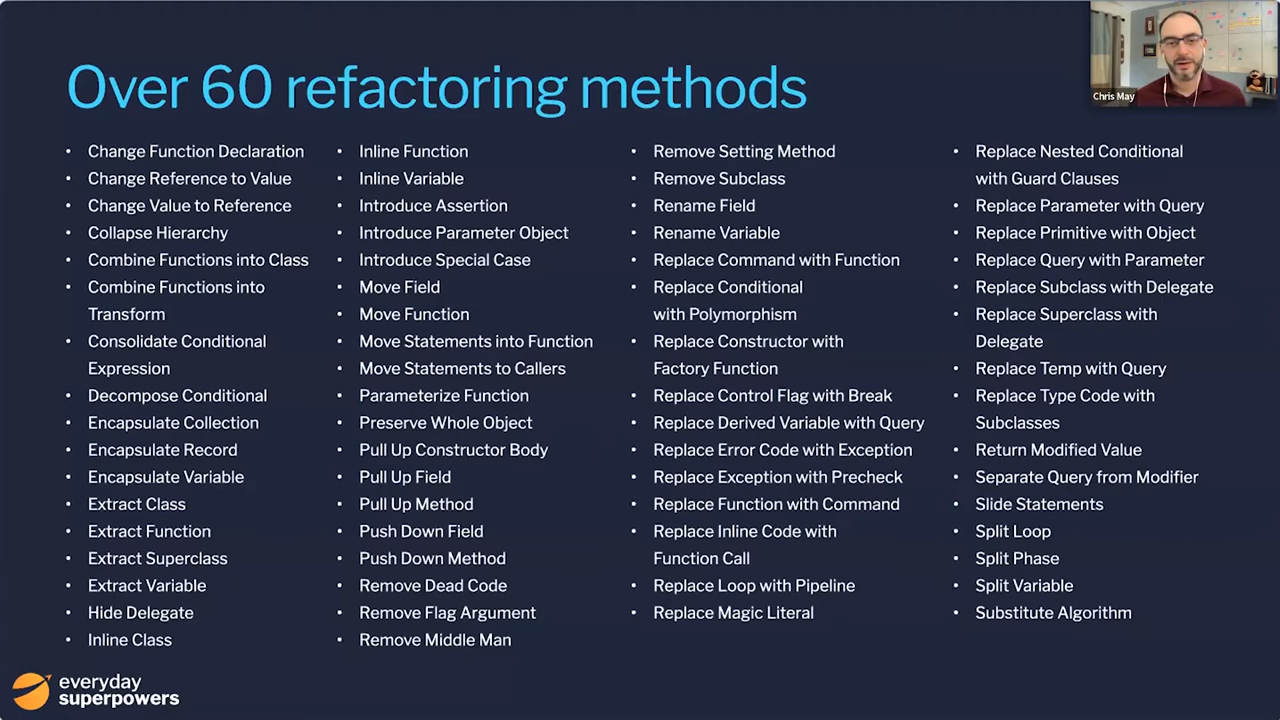 Over 60 refactoring methods
Chris May
• Change Function Declaration
• Change Reference to Value
• Change Value to Reference
• Collapse Hierarchy
• Combine Functions into Class
• Combine Functions into
Transform
• Consolidate Conditional
Expression
• Decompose Conditional
• Encapsulate Collection
• Encapsulate Record
• Encapsulate Variable
• Extract Class
• Extract Function
• Extract Superclass
• Extract Variable
• Hide Delegate
• Inline Class
• Inline Function
• Inline Variable
• Introduce Assertion
• Introduce Parameter Object
• Introduce Special Case
• Move Field
• Move Function
• Move Statements into Function
• Move Statements to Callers
• Parameterize Function
• Preserve Whole Object
• Pull Up Constructor Body
• Pull Up Field
• Pull Up Method
• Push Down Field
• Push Down Method
• Remove Dead Code
• Remove Flag Argument
• Remove Middle Man
• Remove Setting Method
• Remove Subclass
• Rename Field
• Rename Variable
• Replace Command with Function
• Replace Conditional
with Polymorphism
• Replace Constructor with
Factory Function
• Replace Control Flag with Break
• Replace Derived Variable with Query
• Replace Error Code with Exception
• Replace Exception with Precheck
• Replace Function with Command
• Replace Inline Code with
Function Call
• Replace Loop with Pipeline
• Replace Magic Literal
• Replace Nested Conditional
with Guard Clauses
• Replace Parameter with Query
• Replace Primitive with Object
• Replace Query with Parameter
• Replace Subclass with Delegate
• Replace Superclass with
Delegate
• Replace Temp with Query
• Replace Type Code with
Subclasses
• Return Modified Value
• Separate Query from Modifier
• Slide Statements
• Split Loop
• Split Phase
• Split Variable
• Substitute Algorithm
everyday
superpowers